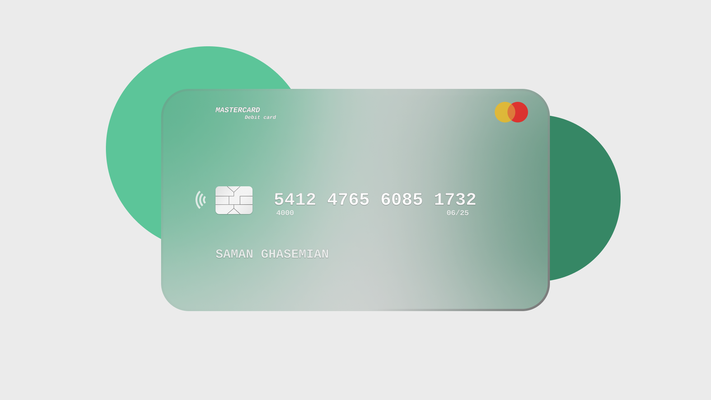 MASTERCARD
Debit Card
5412 4765 6085 1732
4000
06/25
SAMAN GHASEMIAN